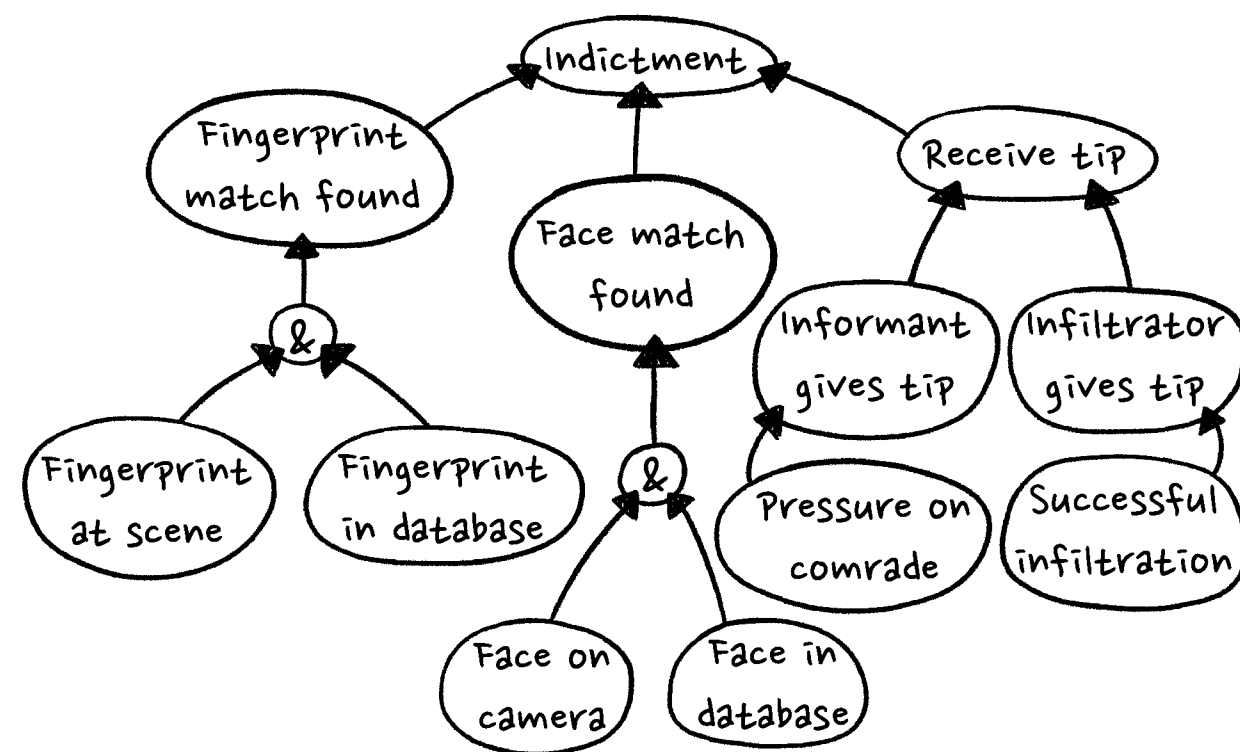 Indictment
Fingerprint
match found
Receive tip
Face match
found
&
Informant
gives tip
Infiltrator
gives tip
Fingerprint
at scene
Fingerprint
in database
&
Pressure on
comrade
Successful
infiltration
Face on
camera
Face in
database